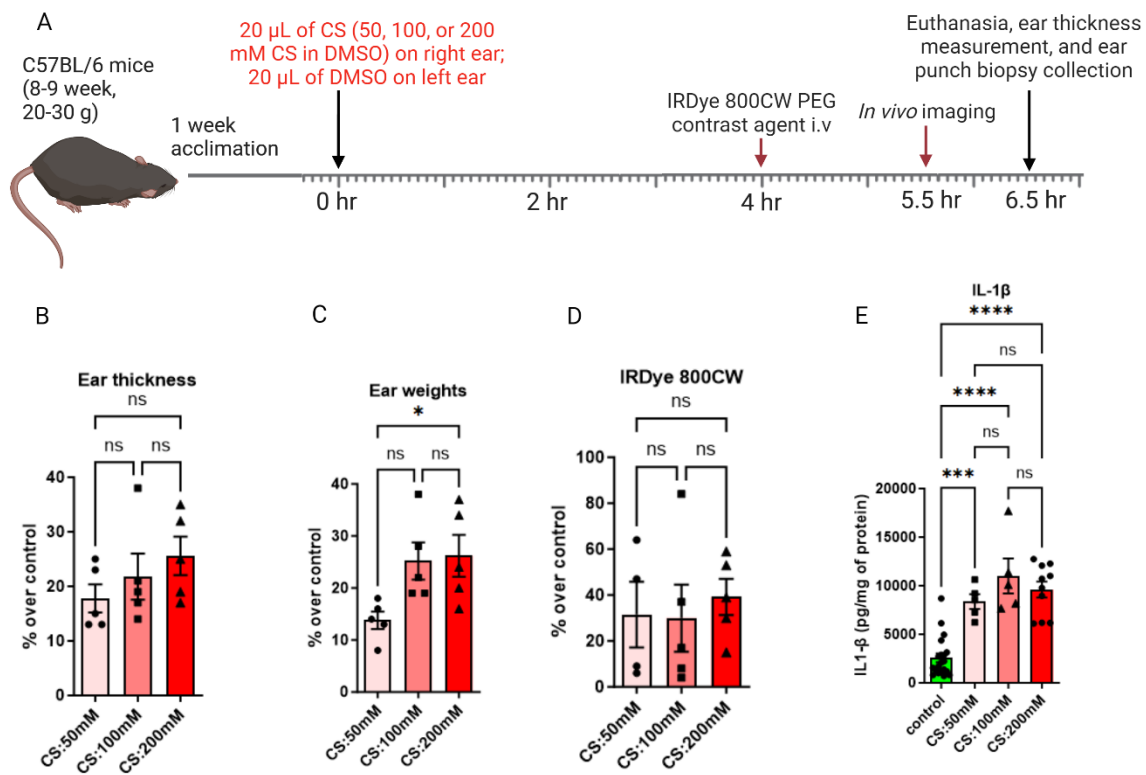 A
C57BL/6 mice
(8-9 week,
20-30 g)
1 week
acclimation
20 µL of CS (50, 100, or 200
mM CS in DMSO) on right ear;
20 µL of DMSO on left ear
IRDye 800CW PEG
contrast agent i.v
In vivo imaging
Euthanasia, ear thickness
measurement, and ear
punch biopsy collection
0 hr
2 hr
4 hr
5.5 hr
6.5 hr
B
Ear thickness
ns
ns
ns
% over control
40
30
20
10
0
CS:50mM
CS:100mM
CS:200mM
C
Ear weights
*
ns
ns
% over control
40
30
20
10
0
CS:50mM
CS:100mM
CS:200mM
D
IRDye 800CW
ns
ns
ns
% over control
100
80
60
40
20
0
CS:50mM
CS:100mM
CS:200mM
E
IL-1β
****
ns
****
ns
***
ns
IL1-β (pg/mg of protein)
20000
15000
10000
5000
0
control
CS:50mM
CS:100mM
CS:200mM